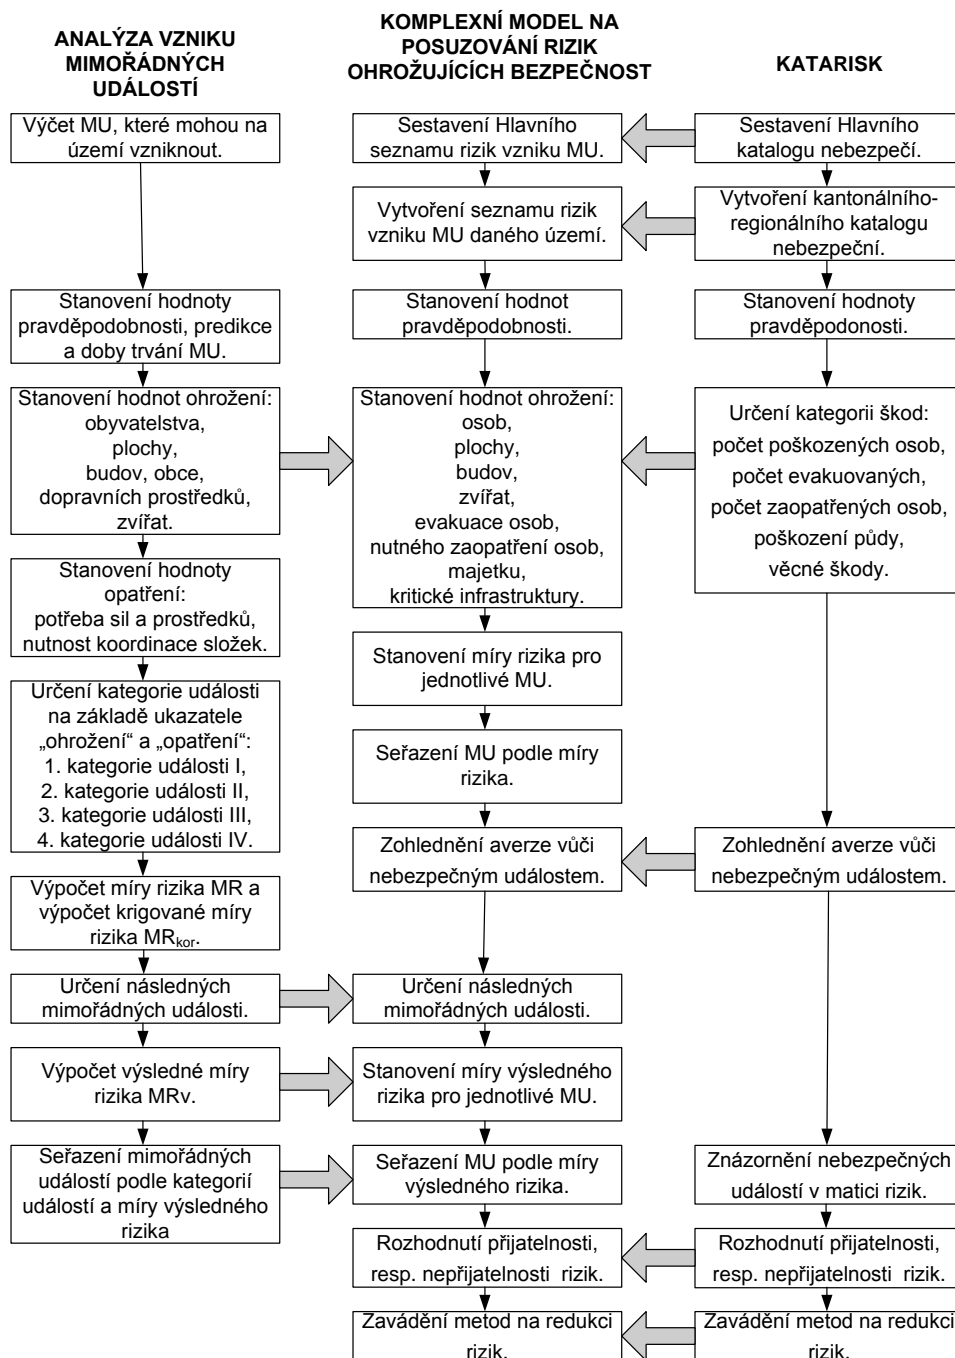 ANALÝZA VZNIKU
MIMOŘÁDNÝCH
UDÁLOSTÍ
Výčet MU, které mohou na
území vzniknout.
Stanovení hodnoty
pravděpodobnosti, predikce
a doby trvání MU.
Stanovení hodnot ohrožení:
obyvatelstva,
plochy,
budov, obce,
dopravních prostředků,
zvířat.
Stanovení hodnoty
opatření:
potřeba sil a prostředků,
nutnost koordinace složek.
Určení kategorie události
na základě ukazatele
„ohrožení“ a „opatření“:
1. kategorie události I,
2. kategorie události II,
3. kategorie události III,
4. kategorie události IV.
Výpočet míry rizika MR a
výpočet krigované míry
rizika MRkor.
Určení následných
mimořádných události.
Výpočet výsledné míry
rizika MRv.
Seřazení mimořádných
událostí podle kategorií
událostí a míry výsledného
rizika
KOMPLEXNÍ MODEL NA
POSUZOVÁNÍ RIZIK
OHROŽUJÍCÍCH BEZPEČNOST
Sestavení Hlavního
seznamu rizik vzniku MU.
Vytvoření seznamu rizik
vzniku MU daného území.
Stanovení hodnot
pravděpodobnosti.
Stanovení hodnot ohrožení:
osob,
plochy,
budov,
zvířat,
evakuace osob,
nutného zaopatření osob,
majetku,
kritické infrastruktury.
Stanovení míry rizika pro
jednotlivé MU.
Seřazení MU podle míry
rizika.
Zohlednění averze vůči
nebezpečným událostem.
Určení následných
mimořádných události.
Stanovení míry výsledného
rizika pro jednotlivé MU.
Seřazení MU podle míry
výsledného rizika.
Rozhodnutí přijatelnosti,
resp. nepřijatelnosti rizik.
Zavádění metod na redukci
rizik.
KATARISK
Sestavení Hlavního
katalogu nebezpečí.
Vytvoření kantonálního-
regionálního katalogu
nebezpeční.
Stanovení hodnoty
pravděpodonosti.
Určení kategorii škod:
počet poškozených osob,
počet evakuovaných,
počet zaopatřených osob,
poškození půdy,
věcné škody.
Zohlednění averze vůči
nebezpečným událostem.
Znázornění nebezpečných
událostí v matici rizik.
Rozhodnutí přijatelnosti,
resp. nepřijatelnosti rizik.
Zavádění metod na redukci
rizik.